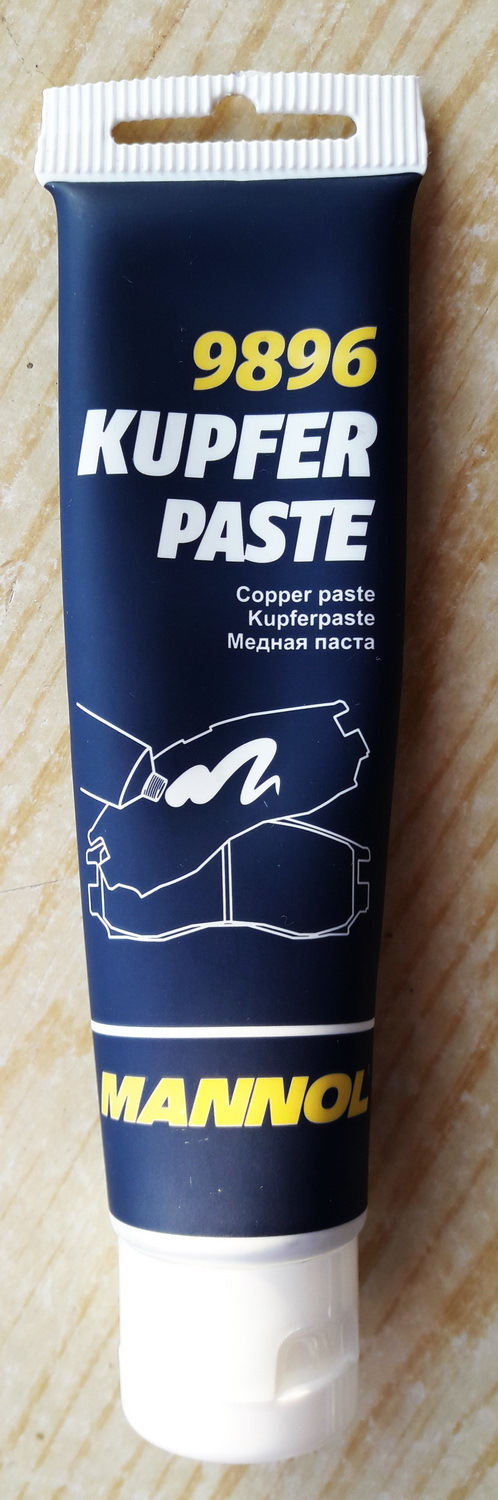 9896
KUPFER
PASTE
Copper paste
Kupferpaste
Медная паста
MANNOL